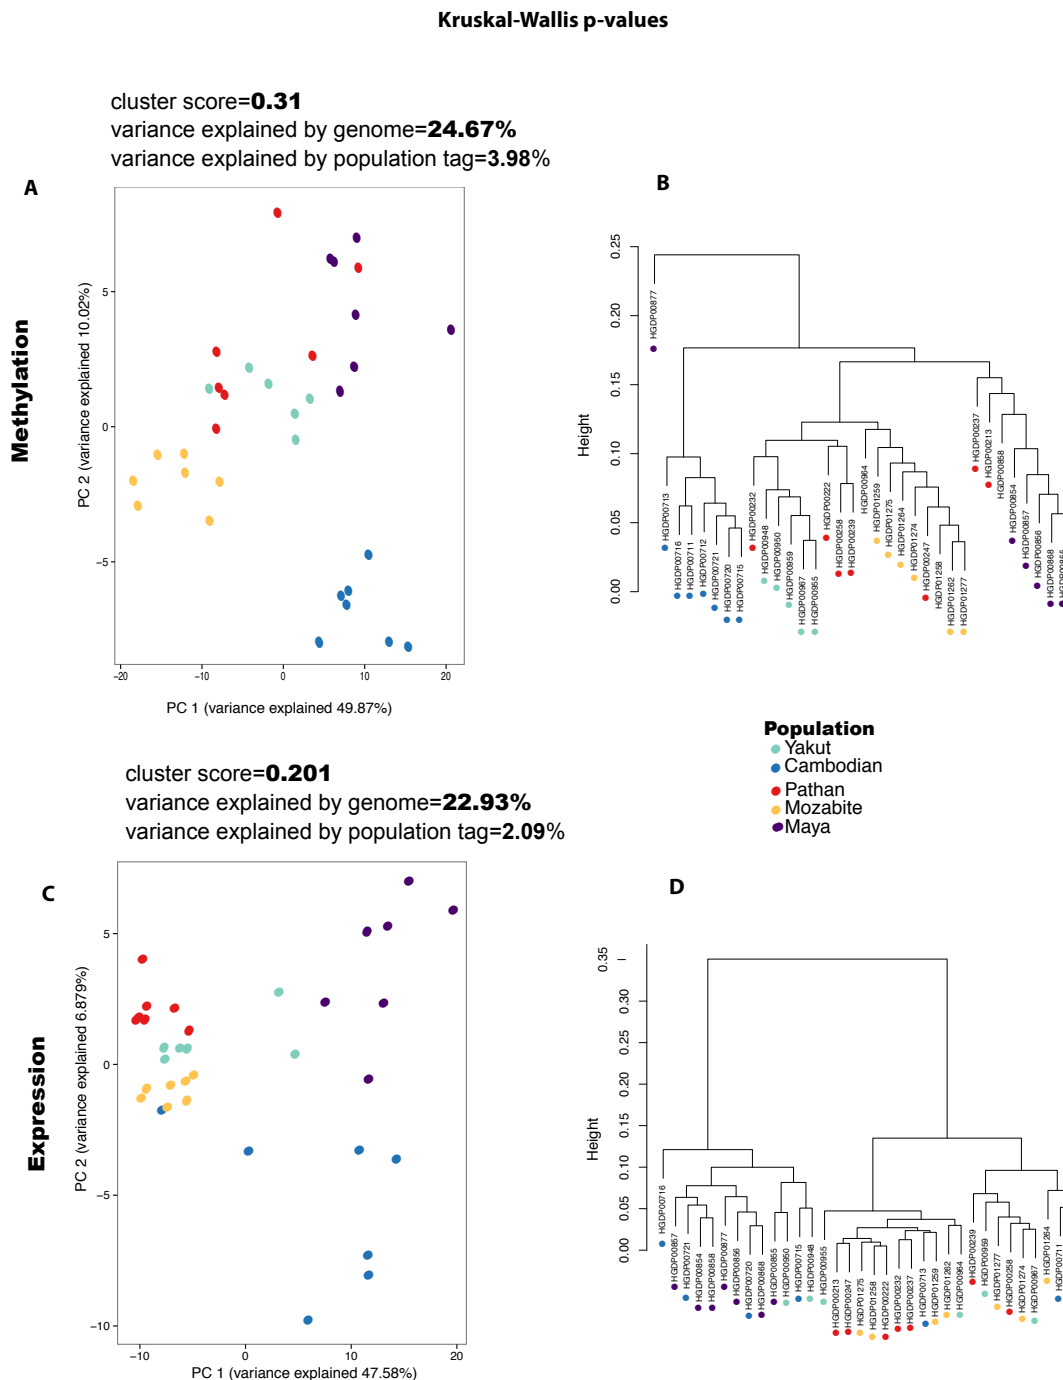 Kruskal-Wallis p-values
cluster score=0.31
variance explained by genome=24.67%
variance explained by population tag=3.98%
A
Methylation
PC 2 (variance explained 10.02%)
5
0
−5
−20
−10
0
10
20
PC 1 (variance explained 49.87%)
B
Height
0.25
0.20
0.15
0.10
0.05
0.00
HGDP00877
HGDP00713
HGDP00716
HGDP00711
HGDP00712
HGDP00721
HGDP00720
HGDP00715
HGDP00232
HGDP00948
HGDP00950
HGDP00959
HGDP00967
HGDP00955
HGDP00222
HGDP00258
HGDP00239
HGDP00964
HGDP01259
HGDP01275
HGDP01264
HGDP01274
HGDP00247
HGDP01258
HGDP01262
HGDP01277
HGDP00237
HGDP00213
HGDP00858
HGDP00854
HGDP00857
HGDP00856
HGDP00868
Population
Yakut
Cambodian
Pathan
Mozabite
Maya
cluster score=0.201
variance explained by genome=22.93%
variance explained by population tag=2.09%
C
Expression
PC 2 (variance explained 6.879%)
5
0
−5
−10
−10
0
10
20
PC 1 (variance explained 47.58%)
D
Height
0.35
0.30
0.20
0.15
0.10
0.05
0.00
HGDP00716
HGDP00857
HGDP00721
HGDP00854
HGDP00858
HGDP00877
HGDP00856
HGDP00720
HGDP00868
HGDP00855
HGDP00950
HGDP00715
HGDP00948
HGDP00955
HGDP00213
HGDP00247
HGDP01275
HGDP01258
HGDP00222
HGDP00232
HGDP00237
HGDP00713
HGDP01259
HGDP01262
HGDP00964
HGDP00239
HGDP00959
HGDP01277
HGDP00258
HGDP01274
HGDP00967
HGDP01264
HGDP00711